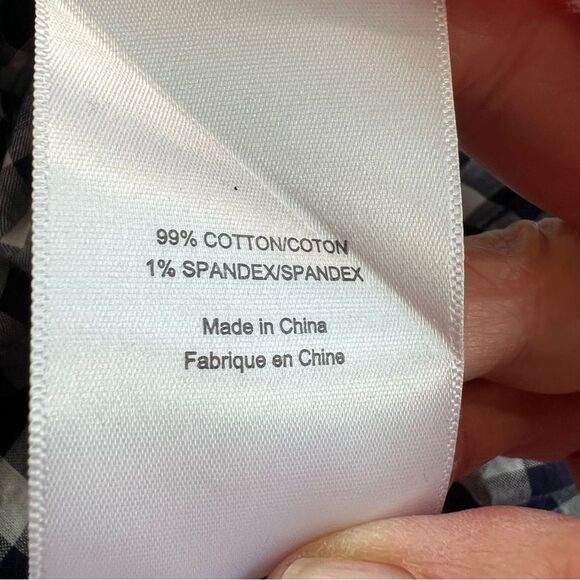 99% COTTON/COTON
1% SPANDEX/SPANDEX
Made in China
Fabrique en Chine